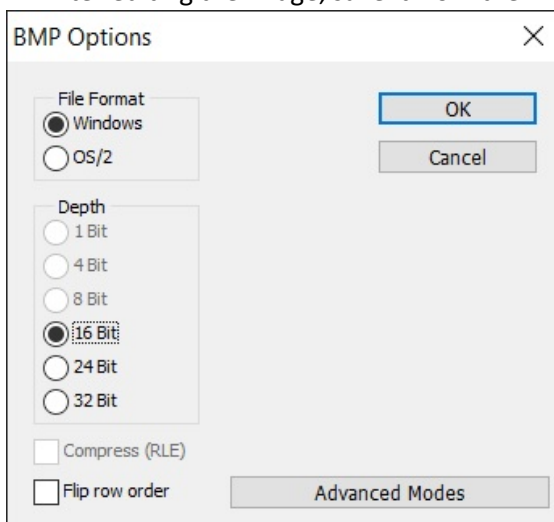 BMP Options
File Format
Windows
OS/2
OK
Cancel
Depth
1 Bit
4 Bit
8 Bit
16 Bit
24 Bit
32 Bit
Compress (RLE)
Flip row order
Advanced Modes